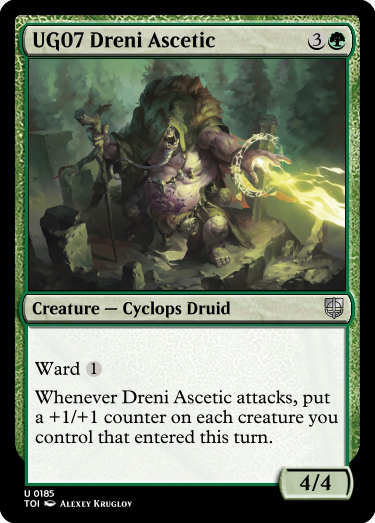 UG07 Dreni Ascetic 3
Creature — Cyclops Druid
Ward 1
Whenever Dreni Ascetic attacks, put
a +1/+1 counter on each creature you
control that entered this turn.
4/4
U 0185
TOI Alexey Kruglov